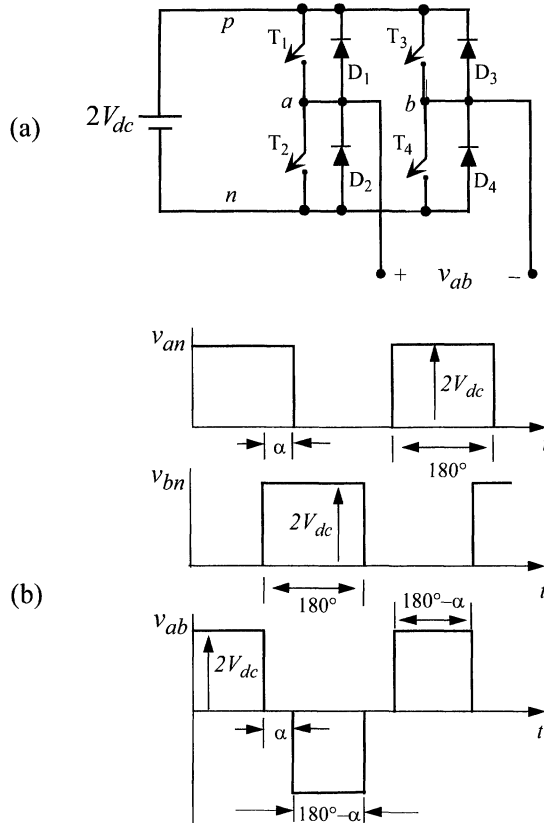 p
T1
D1
T3
D3
(a)
2Vdc
a
b
T2
D2
T4
D4
n
+ vab –
van
2Vdc
α
180°
vbn
2Vdc
t
(b)
180°
180°–α
vab
2Vdc
α
t
180°–α